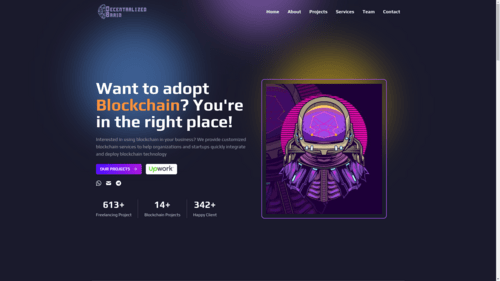 DECENTRALIZED
BRAIN
Home About Projects Services Team Contact
Want to adopt
Blockchain? You're
in the right place!
Interested in using blockchain in your business? We provide customized
blockchain services to help organizations and startups quickly integrate
and deploy blockchain technology
OUR PROJECTS
Upwork
613+ 14+ 342+
Freelancing Project Blockchain Projects Happy Client